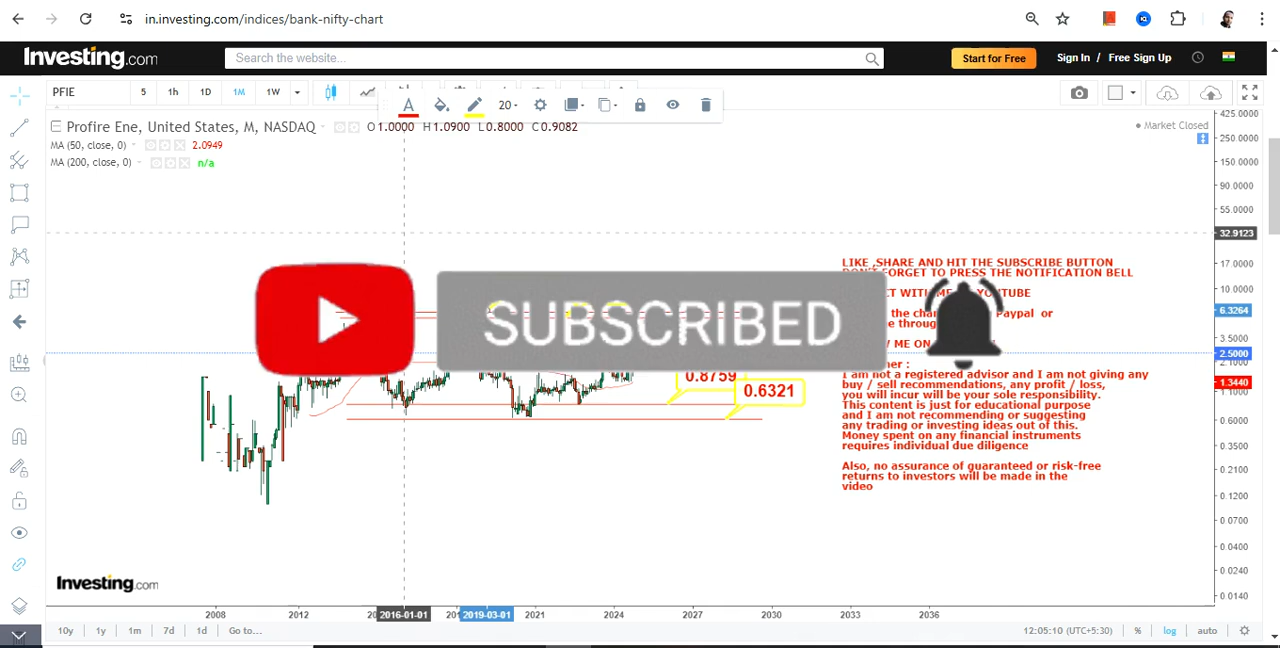 in.investing.com/indices/bank-nifty-chart
Investing.com
Search the website...
Start for Free
Sign In / Free Sign Up
PFIE 5 1h 1D 1M 1W
A 20
Profire Ene, United States, M, NASDAQ O1.0000 H1.0900 L0.8000 C0.9082
Market Closed
MA (50, close, 0) 2.0949
MA (200, close, 0) n/a
425.0000
250.0000
150.0000
90.0000
55.0000
32.9123
17.0000
10.0000
6.3264
3.5000
2.5000
1.3440
1.1000
0.6000
0.3500
0.2100
0.1200
0.0700
0.0400
0.0240
0.0140
LIKE ,SHARE AND HIT THE SUBSCRIBE BUTTON
DON'T FORGET TO PRESS THE NOTIFICATION BELL
WITH
SUBSCRIBED
the Paypal or
ME ON
0.8759
0.6321
I am not a registered advisor and I am not giving any
buy / sell recommendations, any profit / loss,
you will incur will be your sole responsibility.
This content is just for educational purpose
and I am not recommending or suggesting
any trading or investing ideas out of this.
Money spent on any financial instruments
requires individual due diligence
Also, no assurance of guaranteed or risk-free
returns to investors will be made in the
video
Investing.com
2008 2012 2016-01-01 2019-03-01 2021 2024 2027 2030 2033 2036
10y 1y 1m 7d 1d Go to... 12:05:10 (UTC+5:30) % log auto